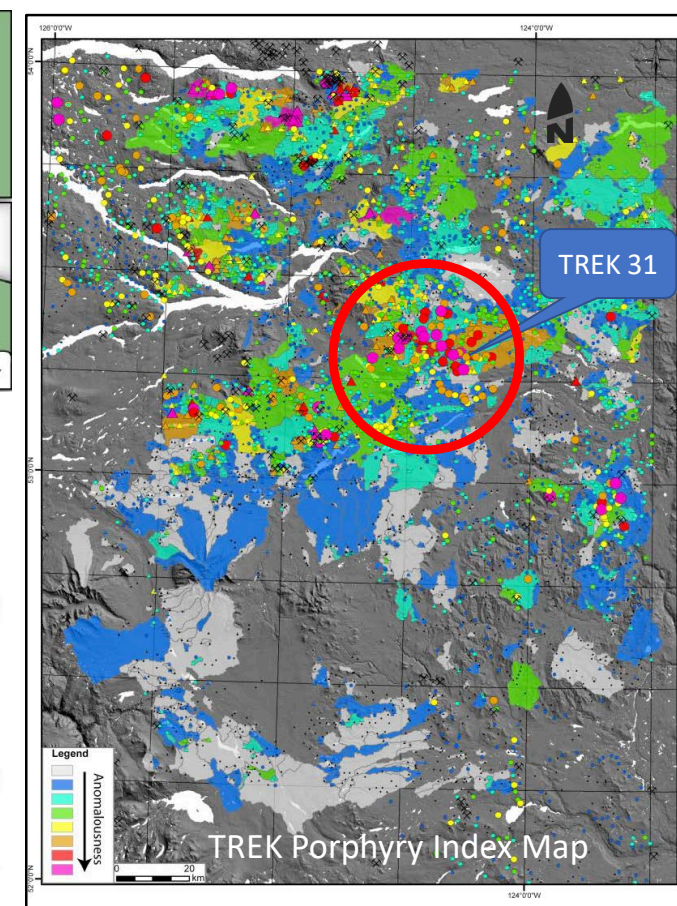 126°0'0"W
124°0'0"W
54°0'0"N
N
TREK 31
53°0'0"N
Legend
Anomalousness
TREK Porphyry Index Map
0 20
km
52°0'0"N
124°0'0"W